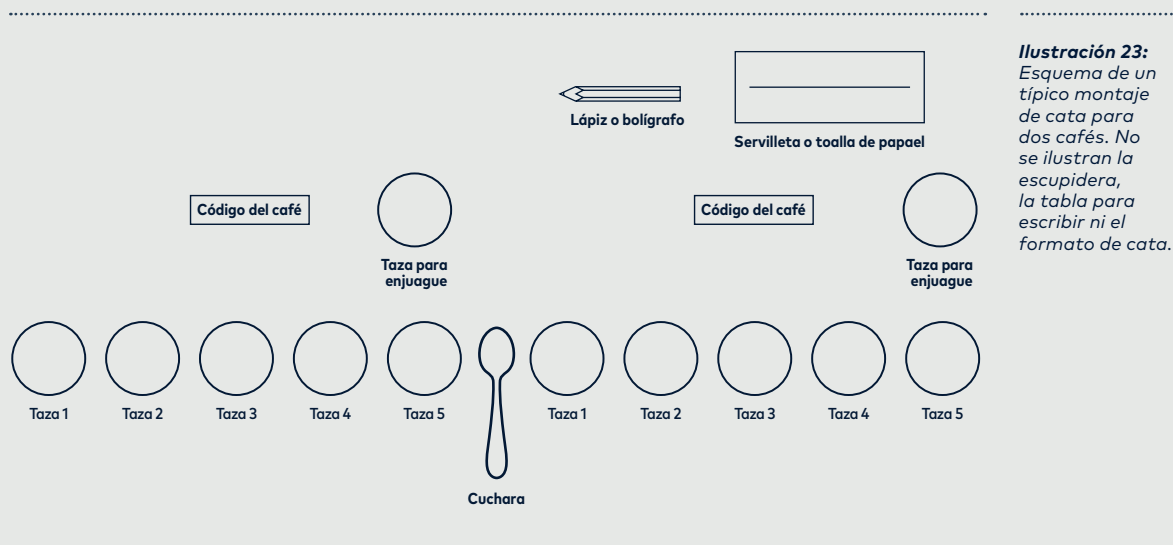 Lápiz o bolígrafo
Servilleta o toalla de papael
Código del café
Taza para
enjuague
Código del café
Taza para
enjuague
Taza 1
Taza 2
Taza 3
Taza 4
Taza 5
Taza 1
Taza 2
Taza 3
Taza 4
Taza 5
Cuchara
Ilustración 23:
Esquema de un
típico montaje
de cata para
dos cafés. No
se ilustran la
escupidera,
la tabla para
escribir ni el
formato de cata.